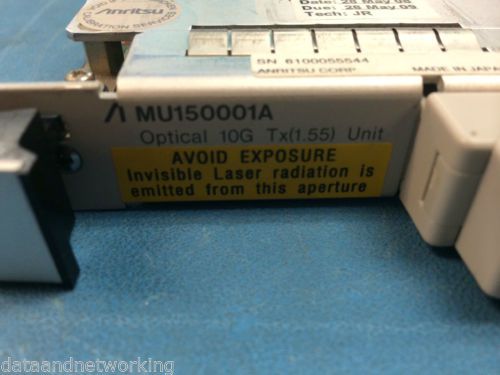 Anritsu
Date: 28 May 08
Due: 28 May 09
Tech: JR
SN 6100055544
ANRITSU CORP MADE IN JAPAN
MU150001A
Optical 10G Tx(1.55) Unit
AVOID EXPOSURE
Invisible Laser radiation is
emitted from this aperture
dataandnetworking